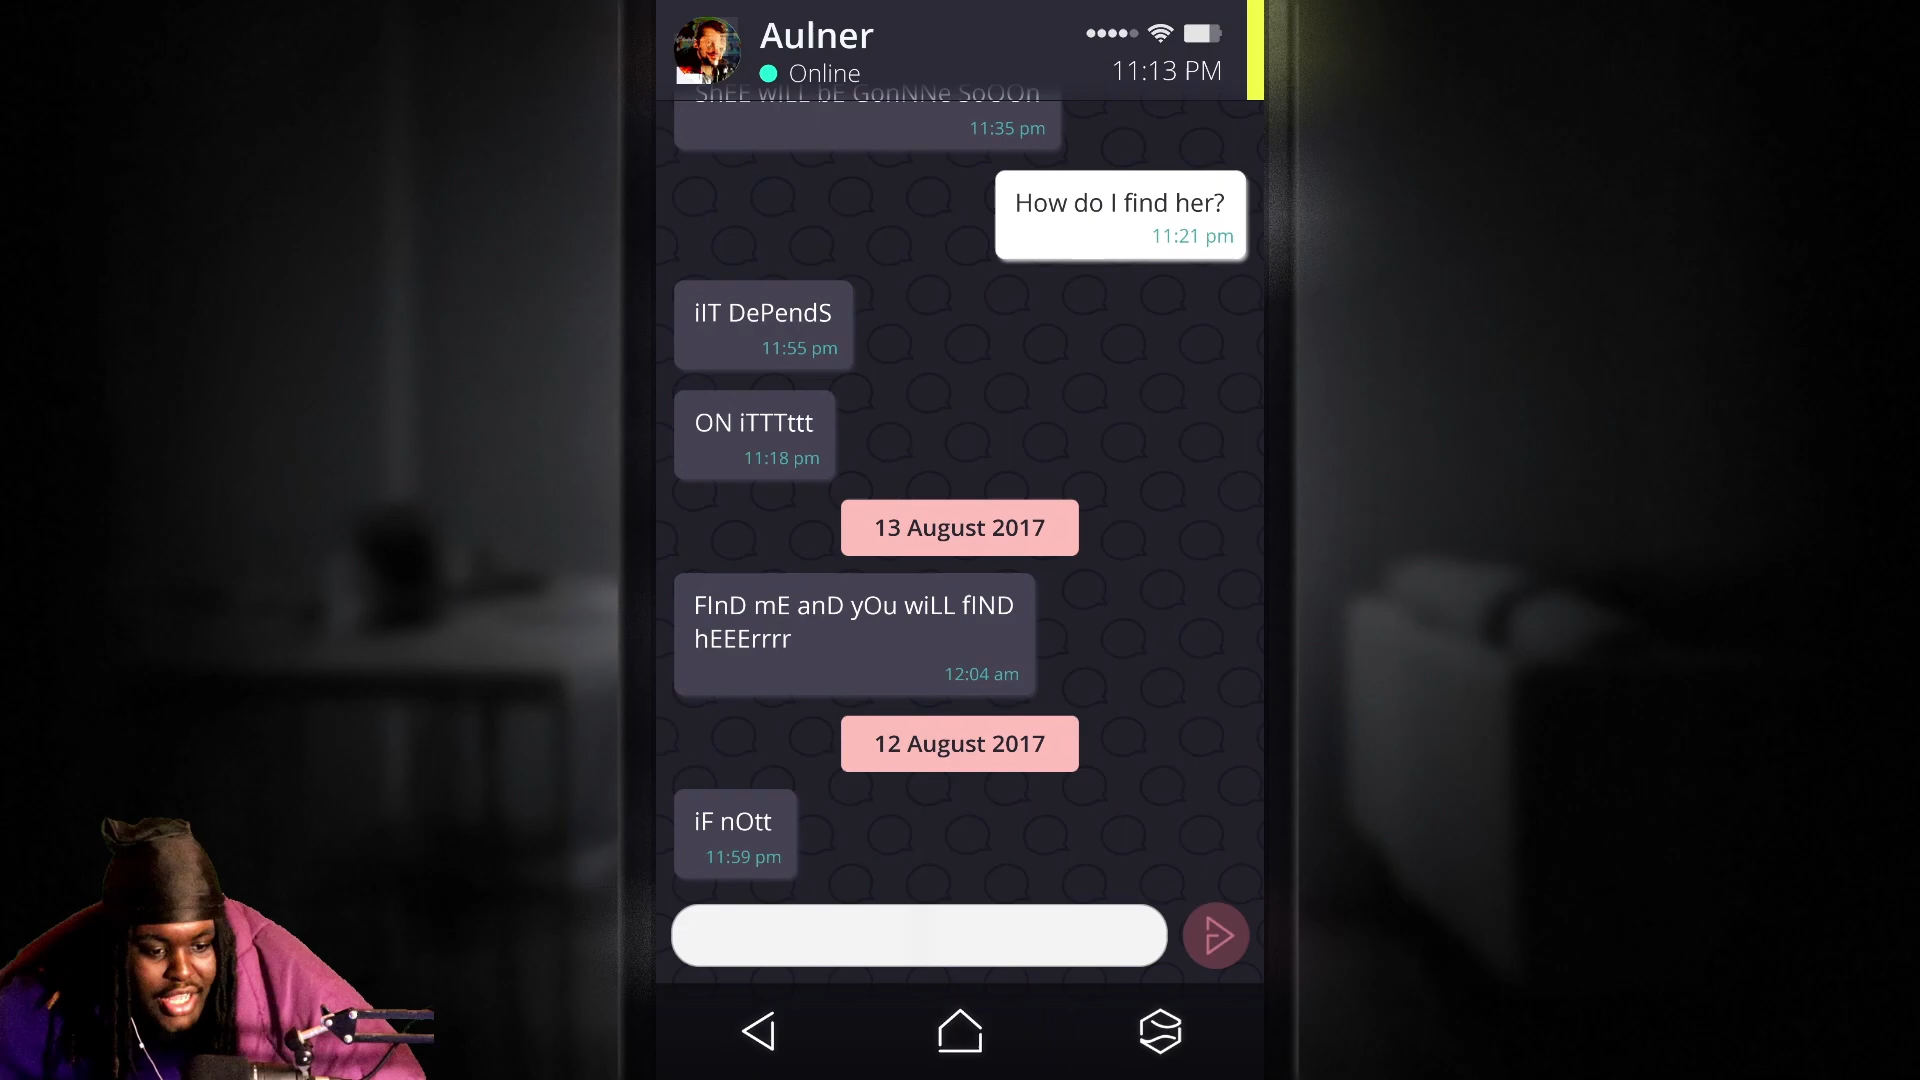 Aulner
Online
11:13 PM
ShEE wiLL bE GonNNe SoOOn
11:35 pm
How do I find her?
11:21 pm
iIT DePendS
11:55 pm
ON iTTTttt
11:18 pm
13 August 2017
FInD mE anD yOu wiLL fIND
hEEErrrr
12:04 am
12 August 2017
iF nOtt
11:59 pm